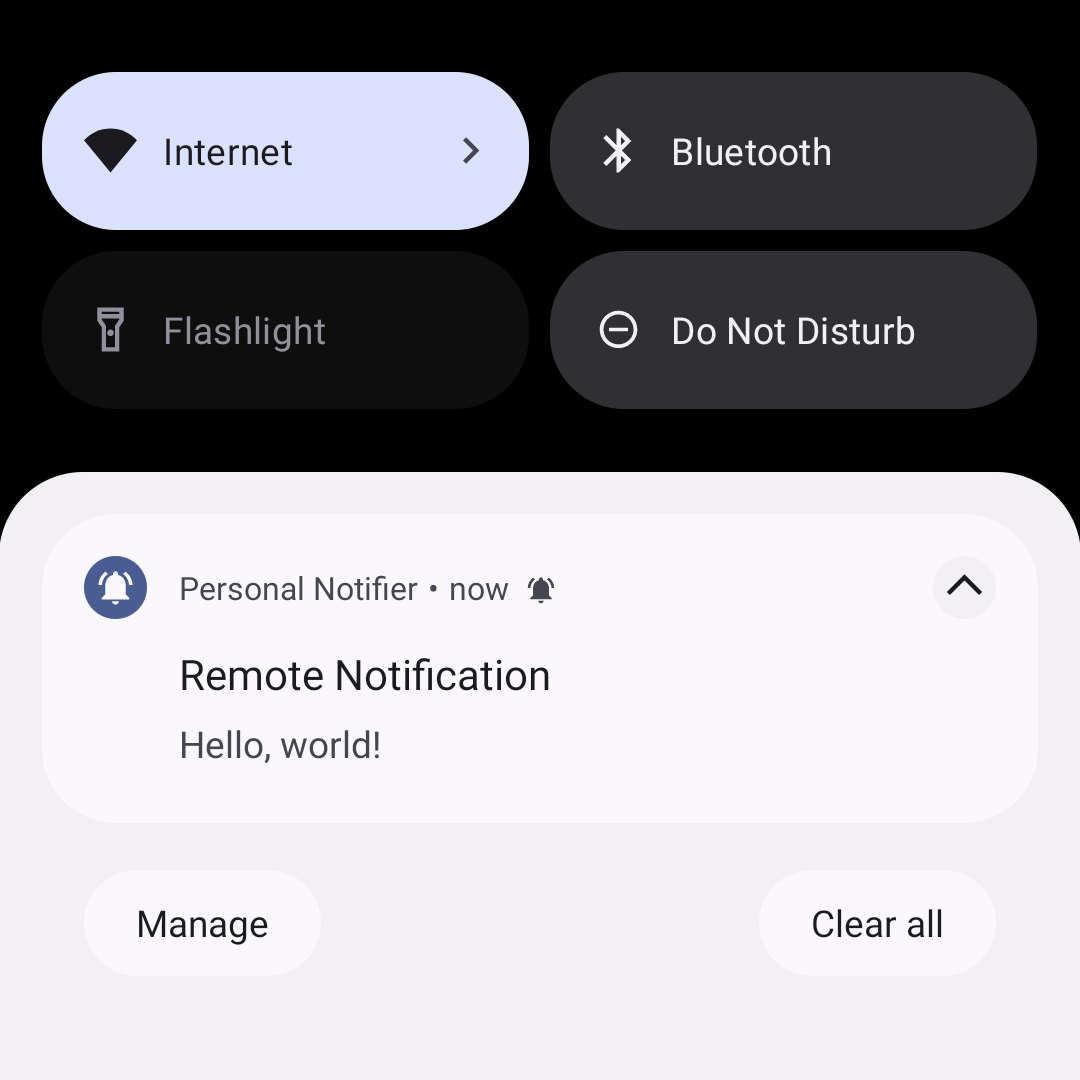 Internet
Bluetooth
Flashlight
Do Not Disturb
Personal Notifier • now
Remote Notification
Hello, world!
Manage
Clear all